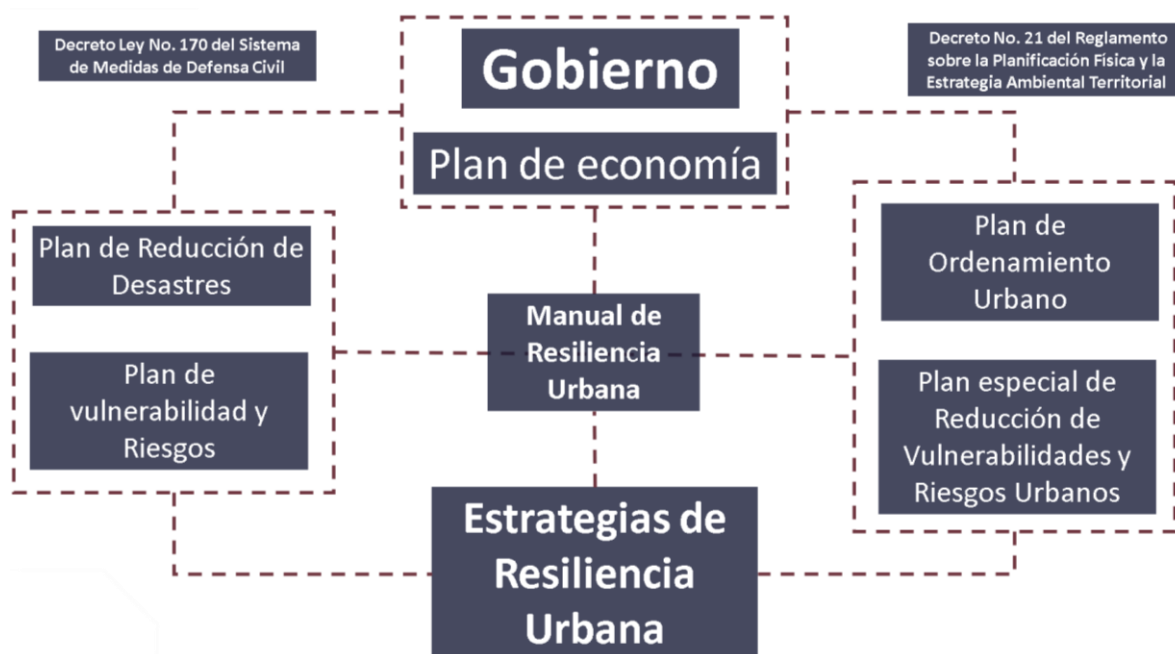 Decreto Ley No. 170 del Sistema
de Medidas de Defensa Civil
Gobierno
Plan de economía
Decreto No. 21 del Reglamento
sobre la Planificación Física y la
Estrategia Ambiental Territorial
Plan de Reducción de
Desastres
Plan de
vulnerabilidad y
Riesgos
Manual de
Resiliencia
Urbana
Plan de
Ordenamiento
Urbano
Plan especial de
Reducción de
Vulnerabilidades y
Riesgos Urbanos
Estrategias de
Resiliencia
Urbana